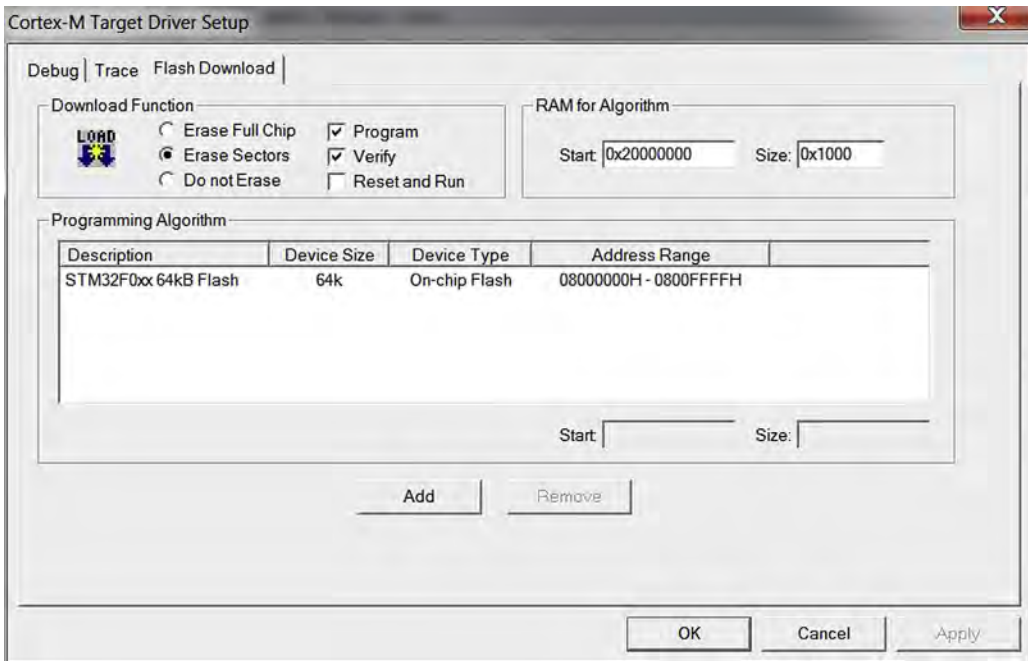 Cortex-M Target Driver Setup
Debug Trace Flash Download
Download Function
LOAD
Erase Full Chip
Erase Sectors
Do not Erase
Program
Verify
Reset and Run
RAM for Algorithm
Start: 0x20000000 Size: 0x1000
Programming Algorithm
Description Device Size Device Type Address Range
STM32F0xx 64kB Flash 64k On-chip Flash 08000000H - 0800FFFFH
Start: Size:
Add Remove
OK Cancel Apply